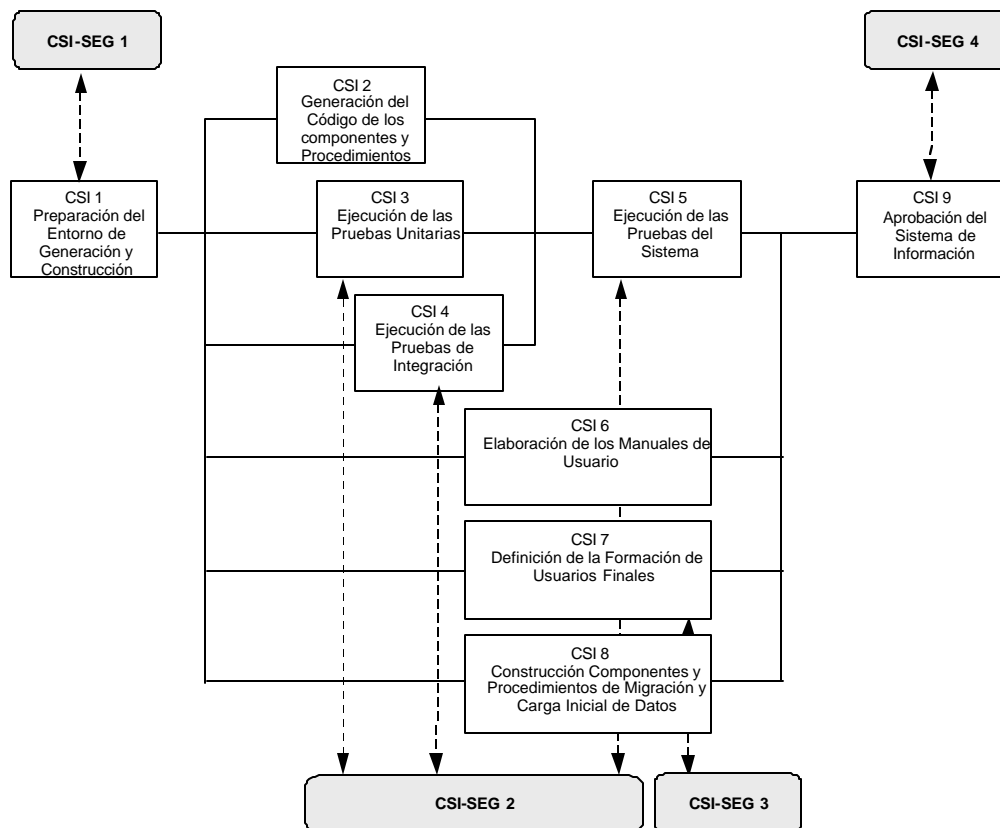 CSI-SEG 1
CSI-SEG 4
CSI 2
Generación del
Código de los
componentes y
Procedimientos
CSI 1
Preparación del
Entorno de
Generación y
Construcción
CSI 3
Ejecución de las
Pruebas Unitarias
CSI 5
Ejecución de las
Pruebas del
Sistema
CSI 9
Aprobación del
Sistema de
Información
CSI 4
Ejecución de las
Pruebas de
Integración
CSI 6
Elaboración de los Manuales de
Usuario
CSI 7
Definición de la Formación de
Usuarios Finales
CSI 8
Construcción Componentes y
Procedimientos de Migración y
Carga Inicial de Datos
CSI-SEG 2
CSI-SEG 3